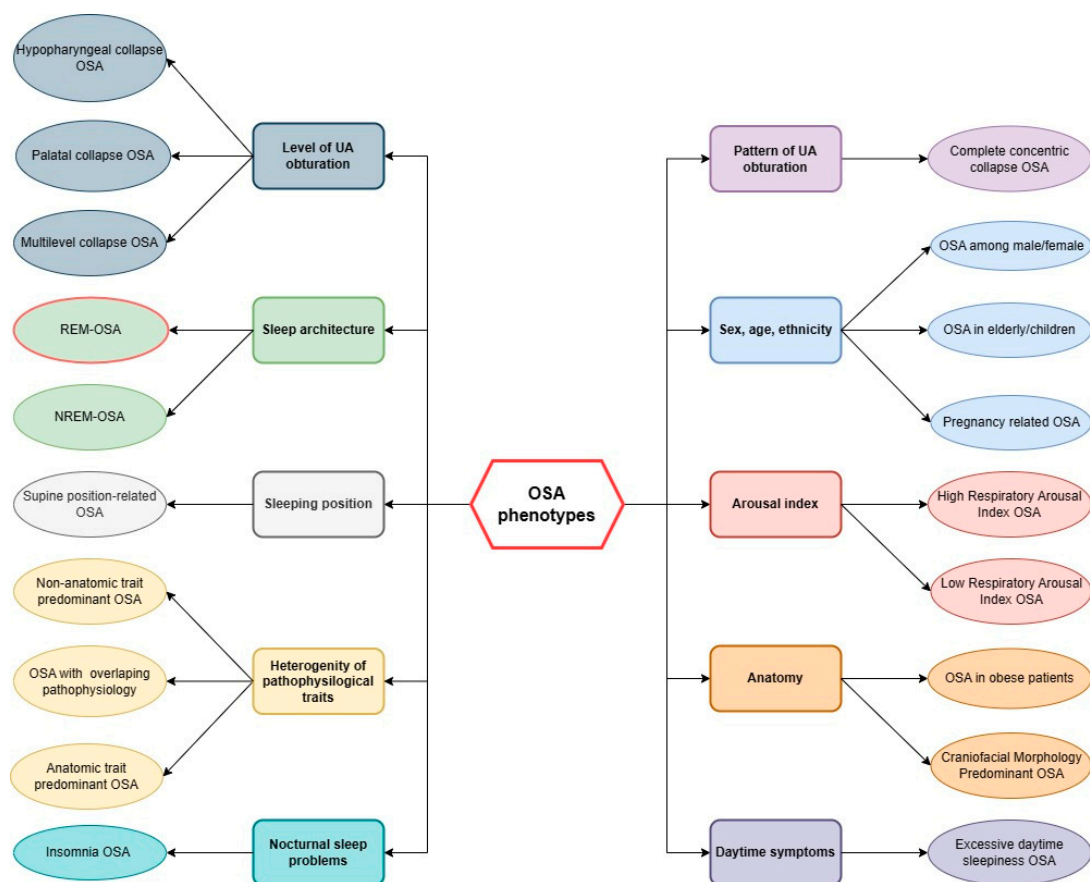 Hypopharyngeal collapse
OSA
Palatal collapse OSA
Multilevel collapse OSA
Level of UA
obturation
REM-OSA
NREM-OSA
Sleep architecture
Supine position-related
OSA
Sleeping position
Non-anatomic trait
predominant OSA
OSA with overlaping
pathophysiology
Anatomic trait
predominant OSA
Heterogenity of
pathophysilogical
traits
Insomnia OSA
Nocturnal sleep
problems
OSA
phenotypes
Pattern of UA
obturation
Complete concentric
collapse OSA
Sex, age, ethnicity
OSA among male/female
OSA in elderly/children
Pregnancy related OSA
Arousal index
High Respiratory Arousal
Index OSA
Low Respiratory Arousal
Index OSA
Anatomy
OSA in obese patients
Craniofacial Morphology
Predominant OSA
Daytime symptoms
Excessive daytime
sleepiness OSA